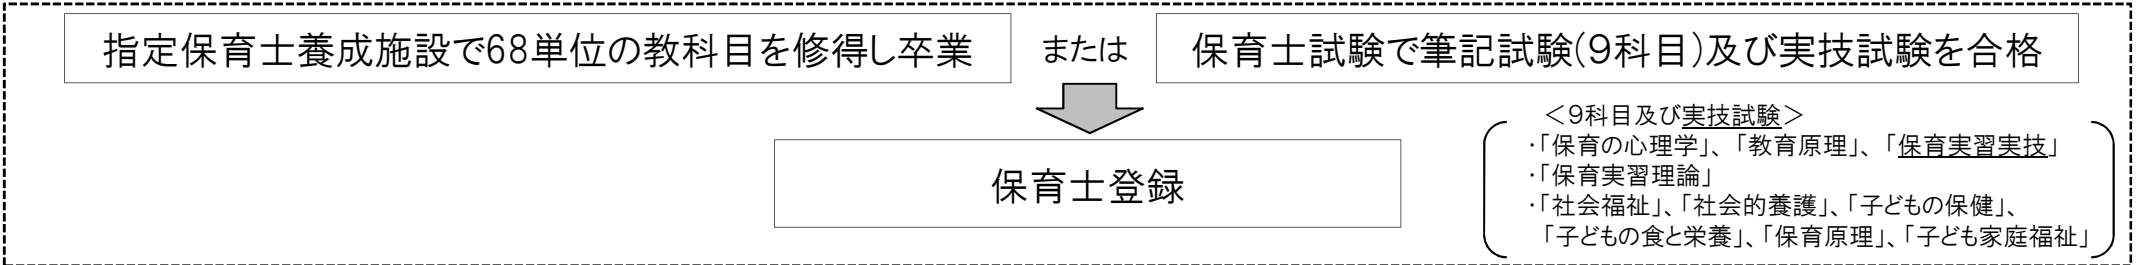 指定保育士養成施設で68単位の教科目を修得し卒業
または
保育士試験で筆記試験(9科目)及び実技試験を合格
保育士登録
＜9科目及び実技試験＞
・「保育の心理学」、「教育原理」、「保育実習実技」
・「保育実習理論」
・「社会福祉」、「社会的養護」、「子どもの保健」、
「子どもの食と栄養」、「保育原理」、「子ども家庭福祉」